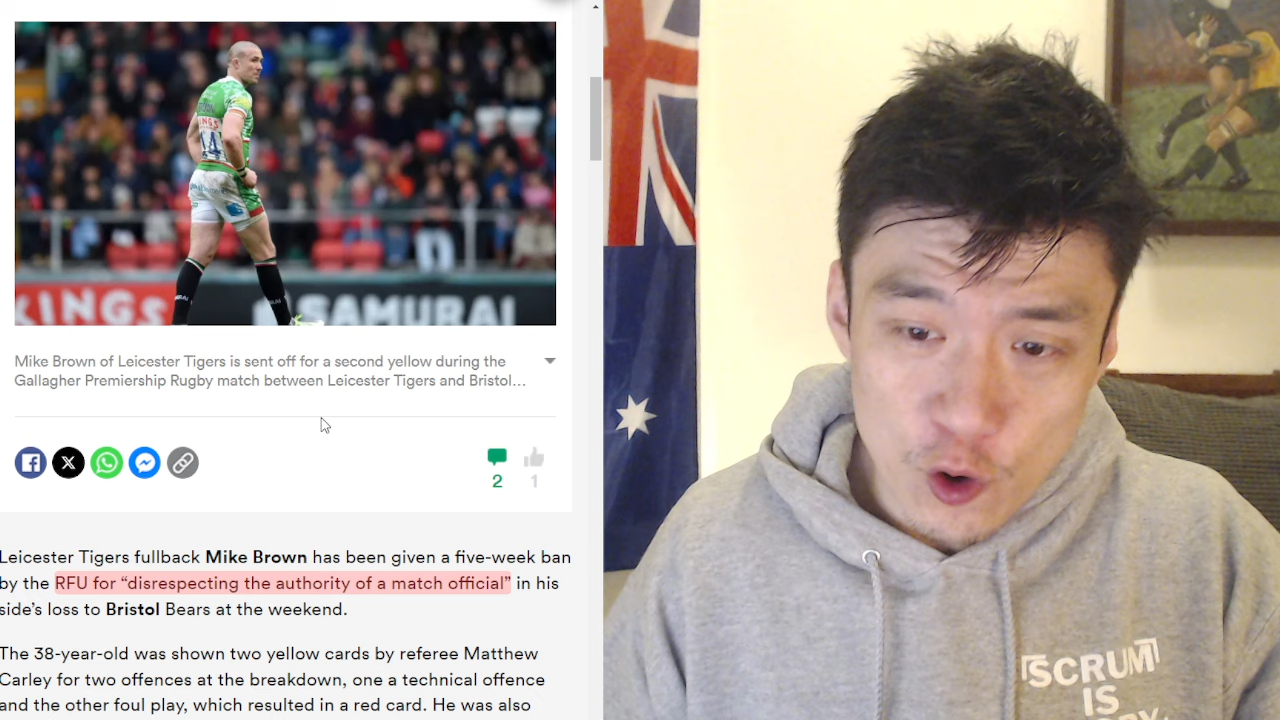 14
KINGS
SAMURAI
Mike Brown of Leicester Tigers is sent off for a second yellow during the
Gallagher Premiership Rugby match between Leicester Tigers and Bristol...
2
1
Leicester Tigers fullback Mike Brown has been given a five-week ban
by the RFU for “disrespecting the authority of a match official” in his
side’s loss to Bristol Bears at the weekend.
The 38-year-old was shown two yellow cards by referee Matthew
Carley for two offences at the breakdown, one a technical offence
and the other foul play, which resulted in a red card. He was also
SCRUM
IS